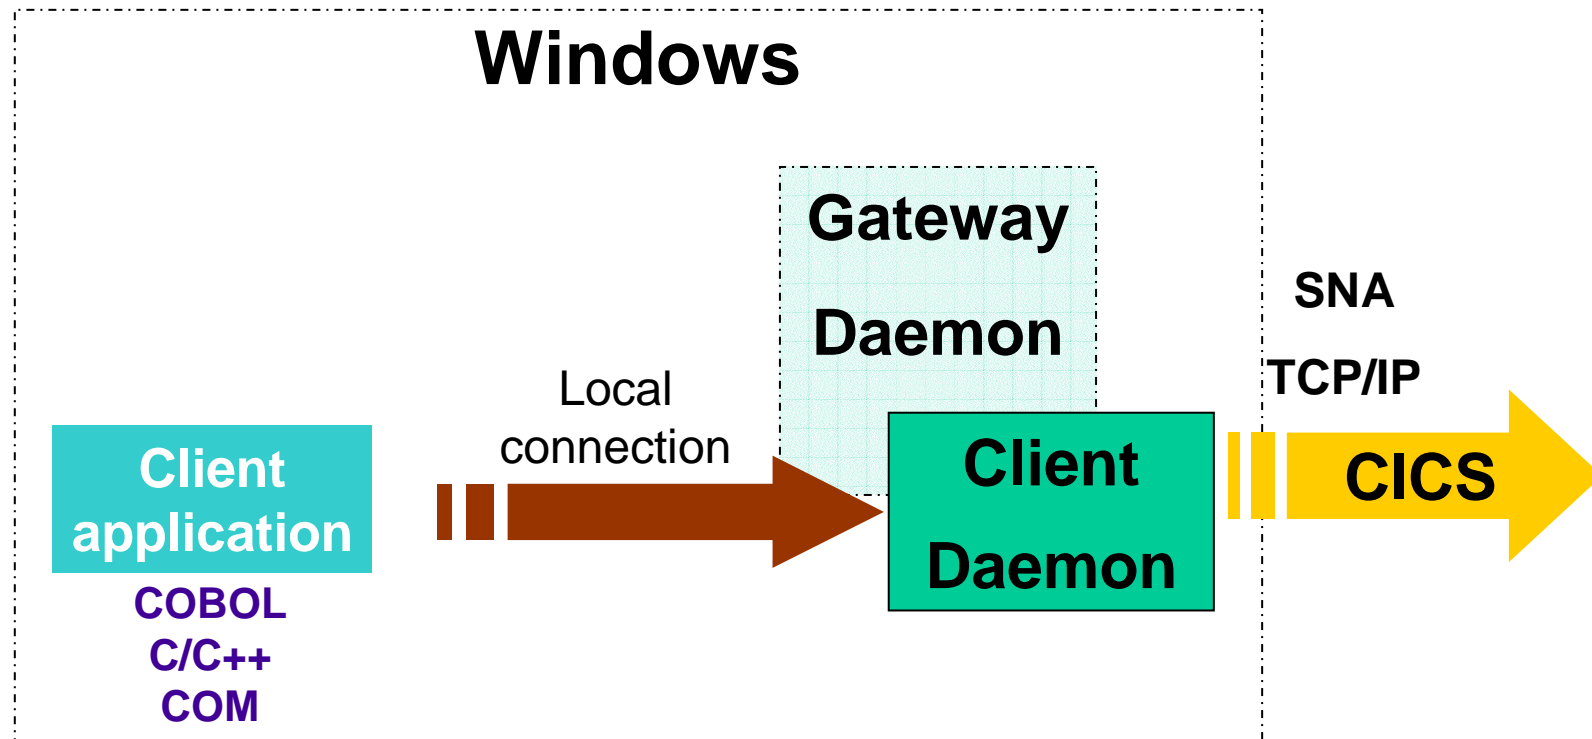 Windows
Gateway
Daemon
SNA
TCP/IP
Local
connection
Client
application
Client
Daemon
CICS
COBOL
C/C++
COM